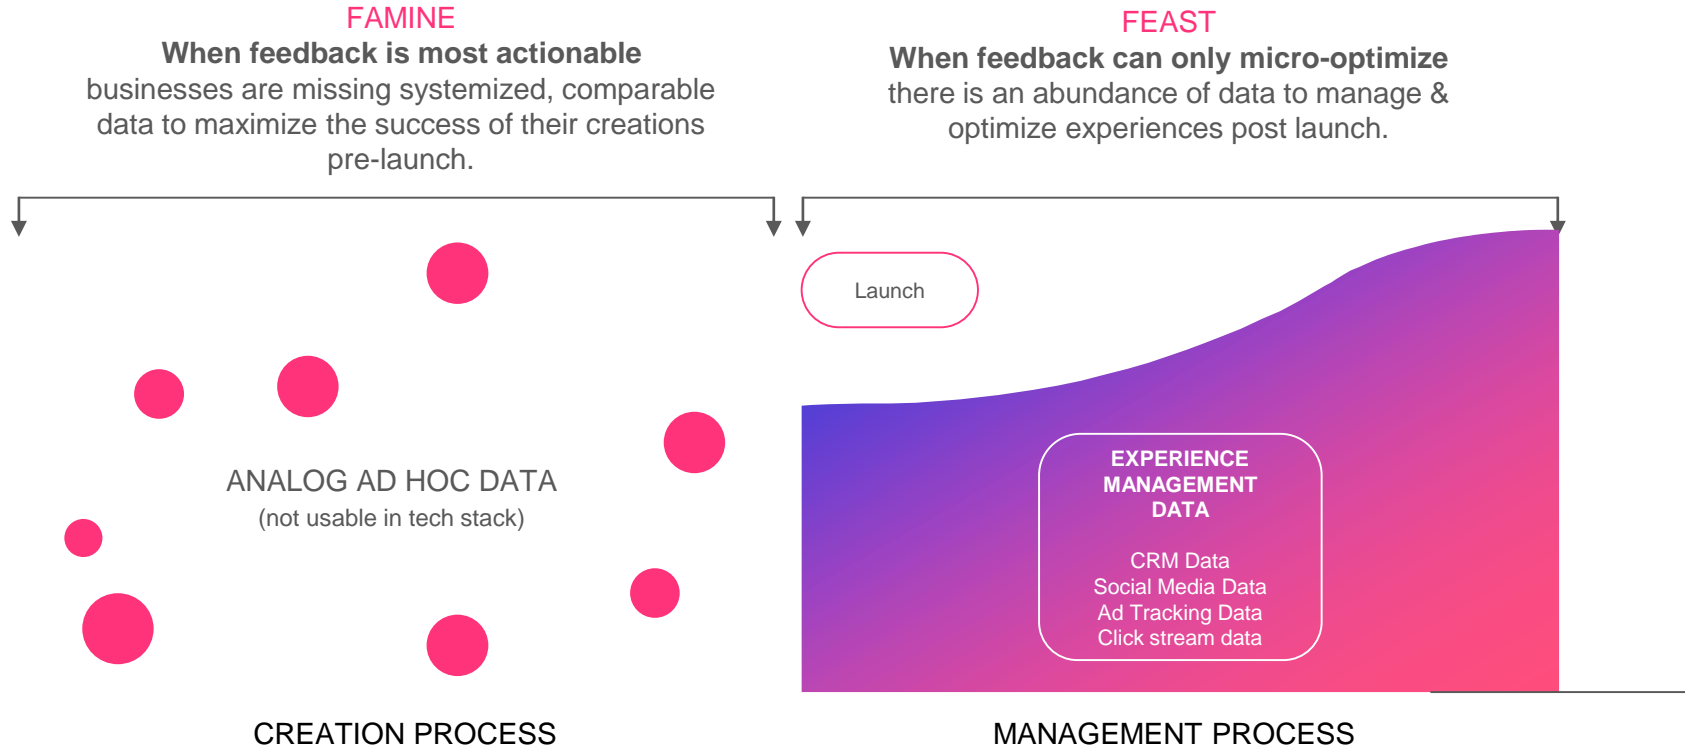 FAMINE
When feedback is most actionable
businesses are missing systemized, comparable
data to maximize the success of their creations
pre-launch.
FEAST
When feedback can only micro-optimize
there is an abundance of data to manage &
optimize experiences post launch.
Launch
ANALOG AD HOC DATA
(not usable in tech stack)
EXPERIENCE
MANAGEMENT
DATA
CRM Data
Social Media Data
Ad Tracking Data
Click stream data
CREATION PROCESS
MANAGEMENT PROCESS